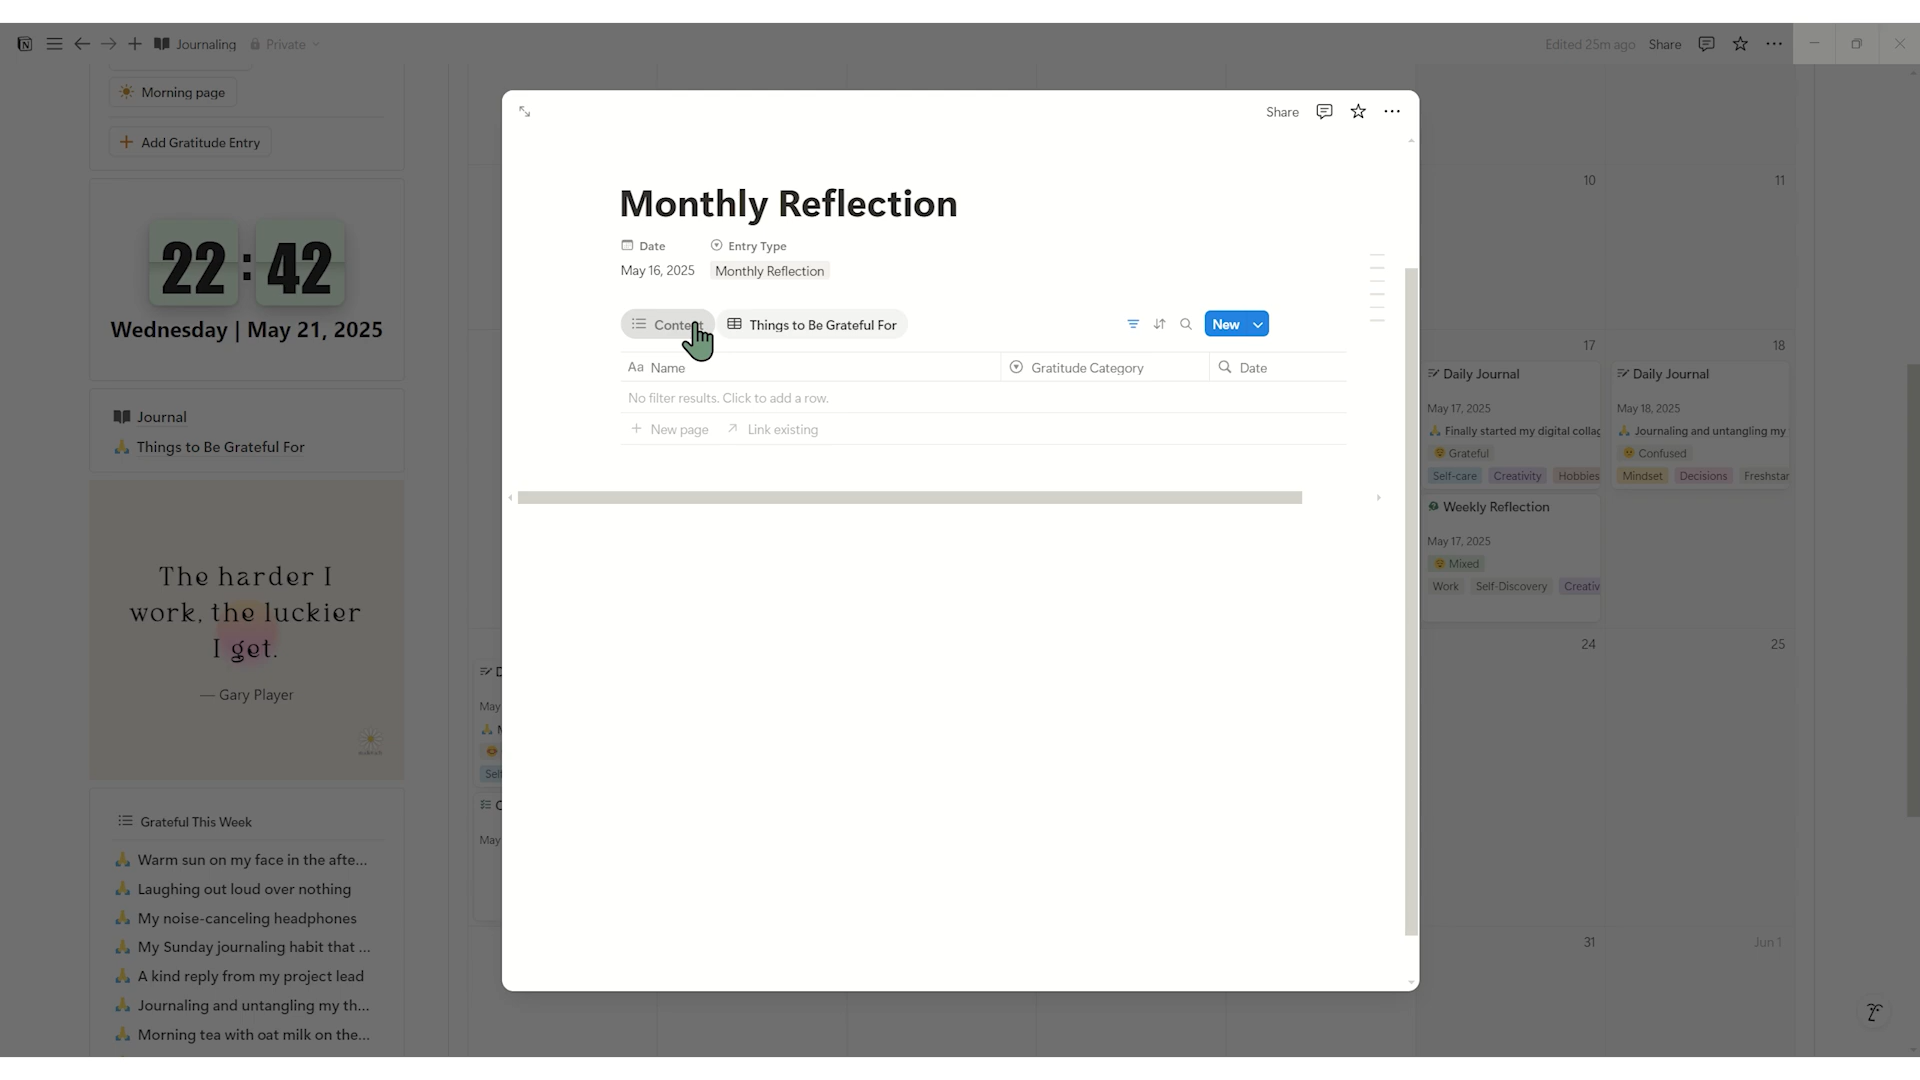 Journaling Private
Edited 25m ago Share
Morning page
Add Gratitude Entry
22:42
Wednesday | May 21, 2025
Journal
Things to Be Grateful For
The harder I
work, the luckier
I get.
— Gary Player
Grateful This Week
Warm sun on my face in the afte...
Laughing out loud over nothing
My noise-canceling headphones
My Sunday journaling habit that ...
A kind reply from my project lead
Journaling and untangling my th...
Morning tea with oat milk on the...
Share
Monthly Reflection
Date Entry Type
May 16, 2025 Monthly Reflection
Things to Be Grateful For
New
Aa Name Gratitude Category Date
No filter results. Click to add a row.
New page Link existing
May
May
10 11
17 18
Daily Journal
May 17, 2025
Finally started my digital collag
Grateful
Self-care Creativity Hobbies
Weekly Reflection
May 17, 2025
Mixed
Work Self-Discovery Creativ
Daily Journal
May 18, 2025
Journaling and untangling my
Confused
Mindset Decisions Freshstar
24 25
31 Jun 1